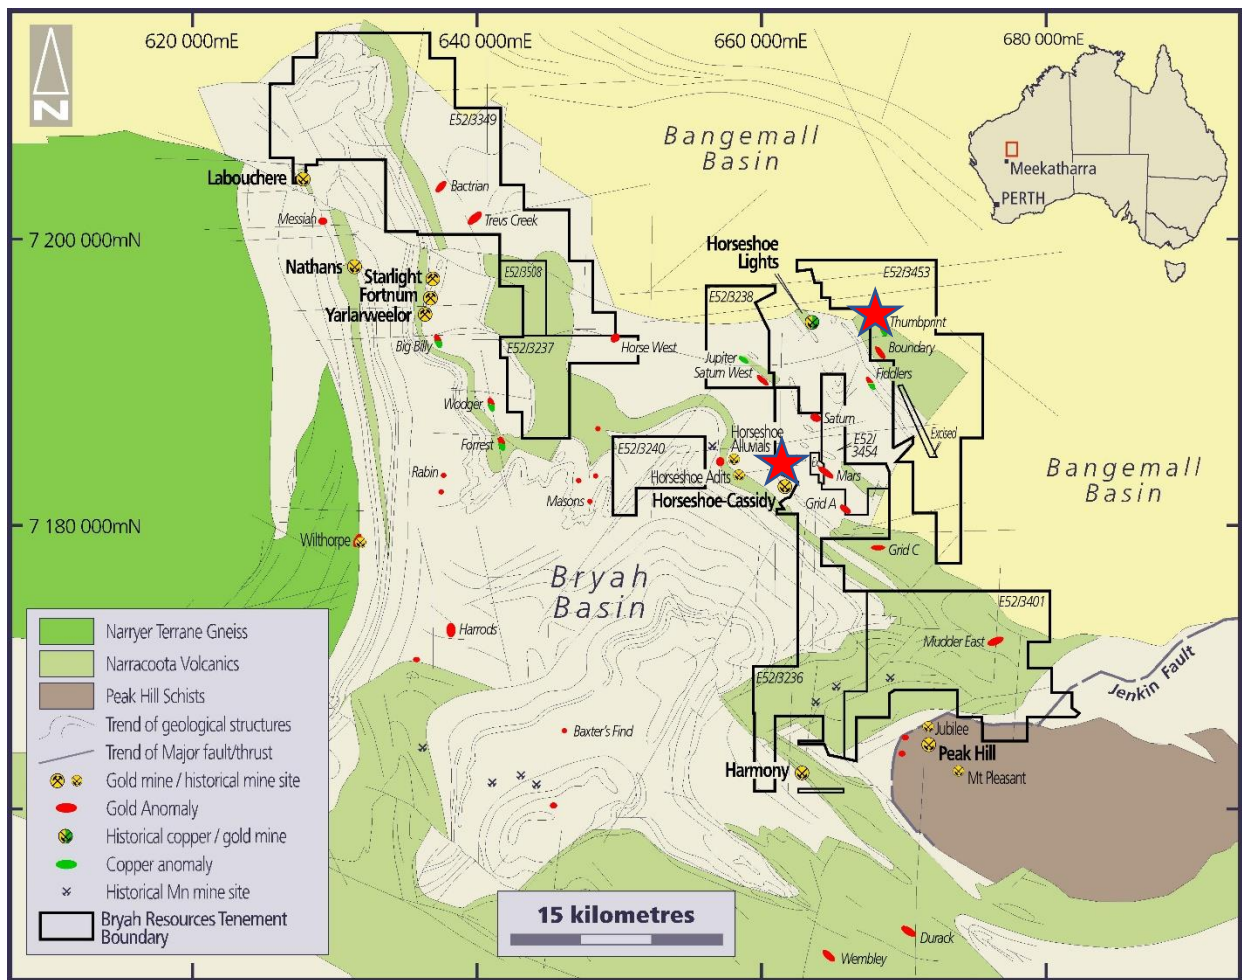 620 000mE
640 000mE
660 000mE
680 000mE
N
E52/3349
Bangemall
Basin
Meekatharra
PERTH
Labouchere
Bactrian
Messiah
Trevs Creek
7 200 000mN
Horseshoe
Lights
Nathans
Starlight
Fortnum
Yarlarweelor
E52/3508
E52/3453
E52/3238
Thumbprint
Big Billy
E52/3237
Horse West
Boundary
Jupiter
Saturn West
Fiddlers
Wodger
Saturn
Forrest
E52/3240
Horseshoe
Alluvials
E52/
3454
Excised
Bangemall
Basin
Rabin
Horseshoe Adits
Mars
Masons
Horseshoe-Cassidy
Grid A
7 180 000mN
Wilthorpe
Grid C
Bryah
Basin
E52/3401
Harrods
Mudder East
E52/3236
Jenkin Fault
Baxter's Find
Jubilee
Peak Hill
Harmony
Mt Pleasant
Narryer Terrane Gneiss
Narracoota Volcanics
Peak Hill Schists
Trend of geological structures
Trend of Major fault/thrust
Gold mine / historical mine site
Gold Anomaly
Historical copper / gold mine
Copper anomaly
Historical Mn mine site
Bryah Resources Tenement
Boundary
15 kilometres
Durack
Wembley